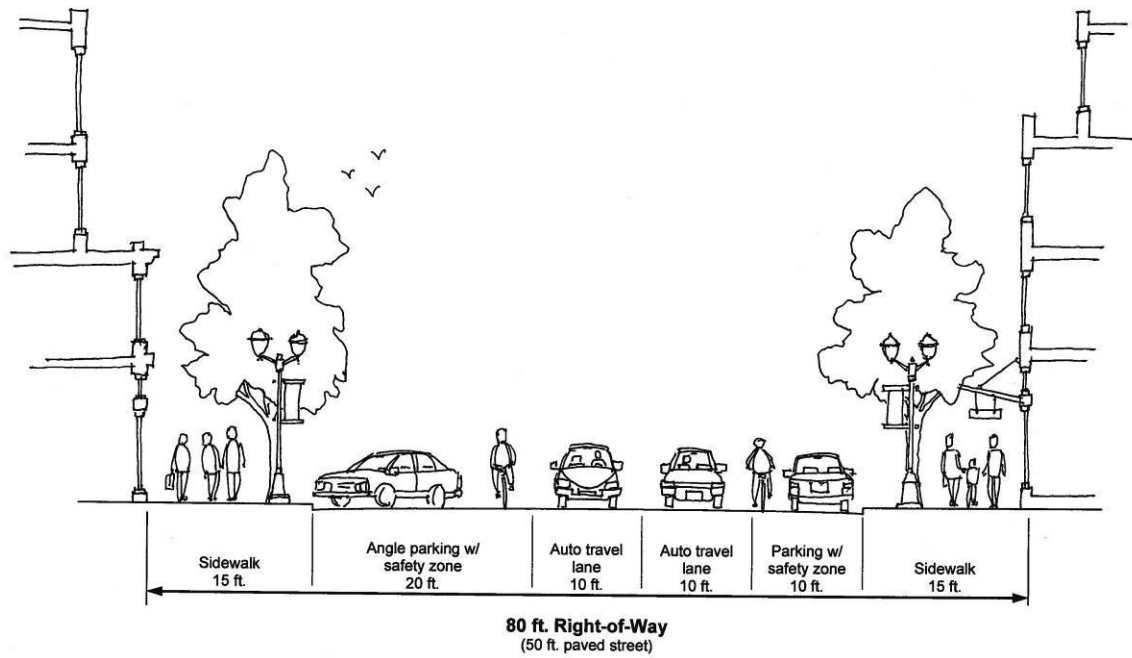 Sidewalk
15 ft.
Angle parking w/
safety zone
20 ft.
Auto travel
lane
10 ft.
Auto travel
lane
10 ft.
Parking w/
safety zone
10 ft.
Sidewalk
15 ft.
80 ft. Right-of-Way
(50 ft. paved street)